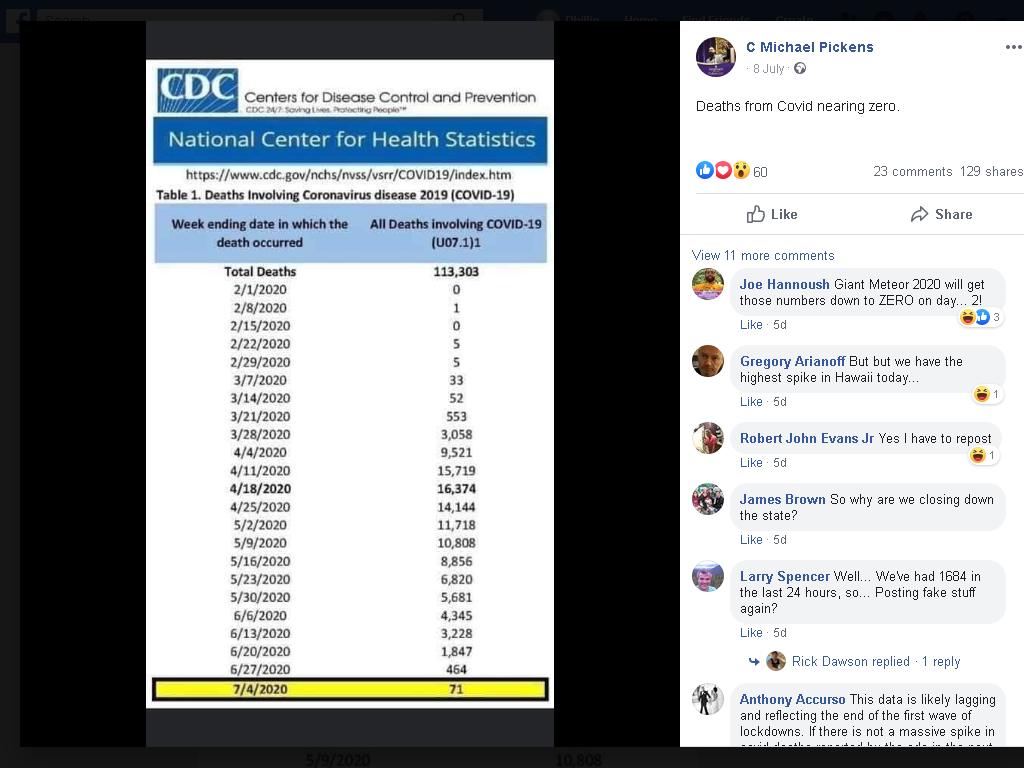 CDC
Centers for Disease Control and Prevention
CDC 24/7: Saving Lives. Protecting People™
National Center for Health Statistics
https://www.cdc.gov/nchs/nvss/vsrr/COVID19/index.htm
Table 1. Deaths Involving Coronavirus disease 2019 (COVID-19)
Week ending date in which the death occurred All Deaths involving COVID-19 (U07.1)1
Total Deaths 113,303
2/1/2020 0
2/8/2020 1
2/15/2020 0
2/22/2020 5
2/29/2020 5
3/7/2020 33
3/14/2020 52
3/21/2020 553
3/28/2020 3,058
4/4/2020 9,521
4/11/2020 15,719
4/18/2020 16,374
4/25/2020 14,144
5/2/2020 11,718
5/9/2020 10,808
5/16/2020 8,856
5/23/2020 6,820
5/30/2020 5,681
6/6/2020 4,345
6/13/2020 3,228
6/20/2020 1,847
6/27/2020 464
7/4/2020 71
5/9/2020 10,808
C Michael Pickens
· 8 July ·
Deaths from Covid nearing zero.
60 23 comments 129 shares
Like Share
View 11 more comments
Joe Hannoush Giant Meteor 2020 will get
those numbers down to ZERO on day... 2!
3
Like · 5d
Gregory Arianoff But but we have the
highest spike in Hawaii today...
1
Like · 5d
Robert John Evans Jr Yes I have to repost
1
Like · 5d
James Brown So why are we closing down
the state?
Like · 5d
Larry Spencer Well... We've had 1684 in
the last 24 hours, so... Posting fake stuff
again?
Like · 5d
Rick Dawson replied · 1 reply
Anthony Accurso This data is likely lagging
and reflecting the end of the first wave of
lockdowns. If there is not a massive spike in